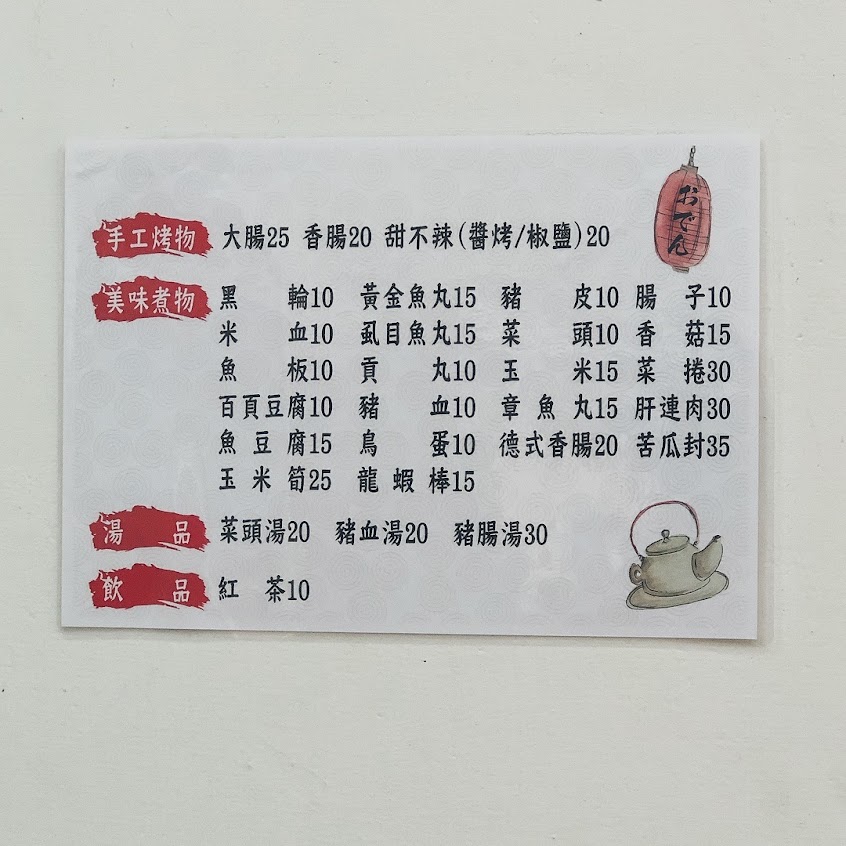 おでん
手工烤物 大腸25 香腸20 甜不辣(醬烤/椒鹽)20
美味煮物 黑輪10 黃金魚丸15 豬皮10 腸子10
米血10 虱目魚丸15 菜頭10 香菇15
魚板10 貢丸10 玉米15 菜捲30
百頁豆腐10 豬血10 章魚丸15 肝連肉30
魚豆腐15 鳥蛋10 德式香腸20 苦瓜封35
玉米筍25 龍蝦棒15
湯品 菜頭湯20 豬血湯20 豬腸湯30
飲品 紅茶10